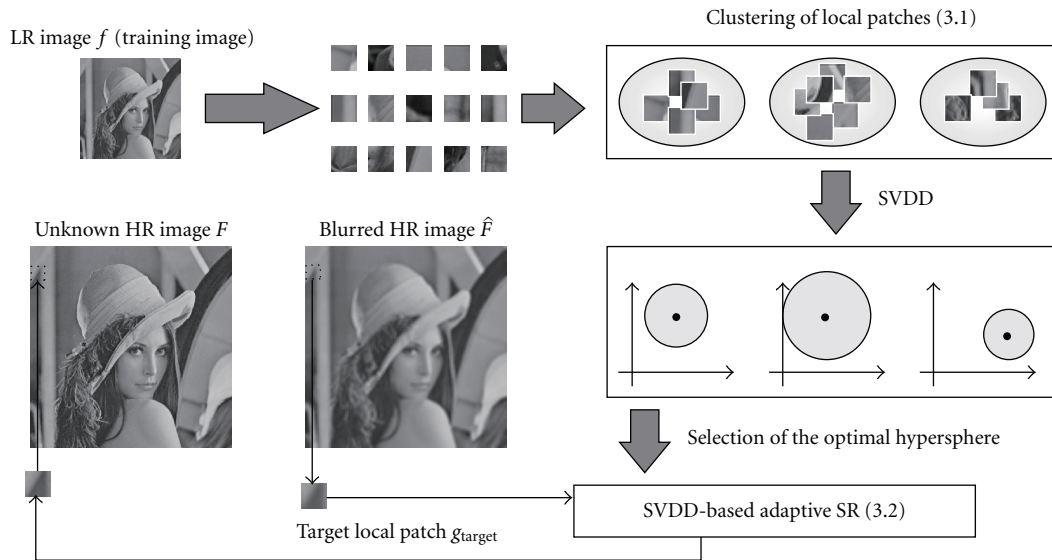 Clustering of local patches (3.1)
LR image f (training image)
SVDD
Unknown HR image F
Blurred HR image F̂
Selection of the optimal hypersphere
SVDD-based adaptive SR (3.2)
Target local patch g_target